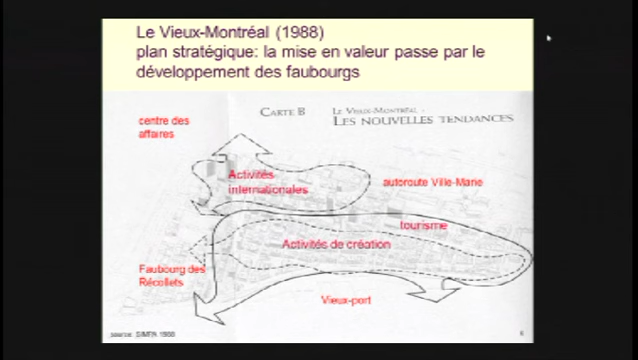 Le Vieux-Montréal (1988)
plan stratégique: la mise en valeur passe par le
développement des faubourgs
CARTE B
LE VIEUX-MONTRÉAL -
LES NOUVELLES TENDANCES
centre des
affaires
Activités
internationales
autoroute Ville-Marie
tourisme
Activités de création
Faubourg des
Récollets
Vieux-port
source: SIMPA 1988
6